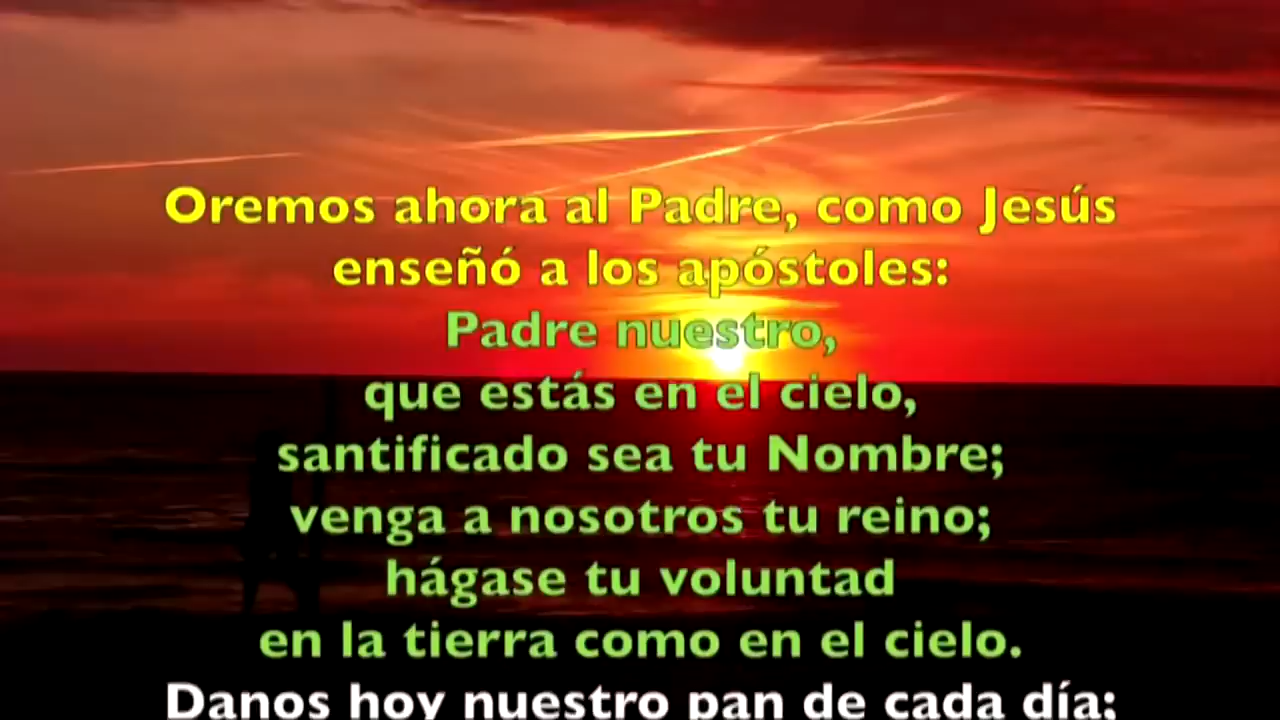 Oremos ahora al Padre, como Jesús
enseñó a los apóstoles:
Padre nuestro,
que estás en el cielo,
santificado sea tu Nombre;
venga a nosotros tu reino;
hágase tu voluntad
en la tierra como en el cielo.
Danos hoy nuestro pan de cada día;